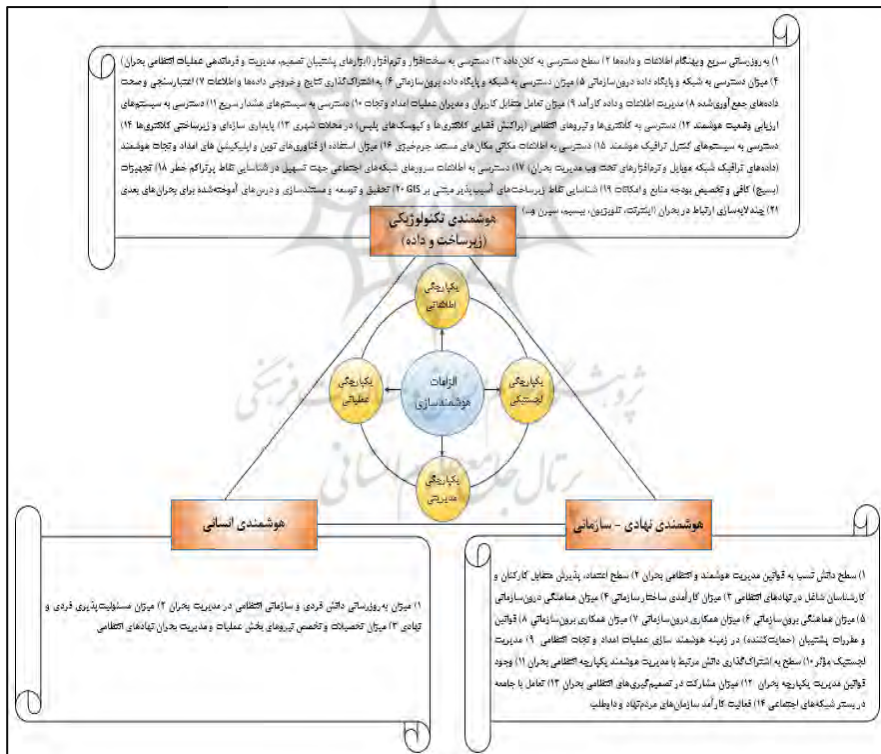 ۱) به روزرسانی سریع و بهنگام اطلاعات و داده‌ها ۲) سطح دسترسی به کلان‌داده ۳) دسترسی به سخت‌افزار و نرم‌افزار (ابزارهای پشتیبان تصمیم، مدیریت و فرماندهی عملیات انتظامی بحران)
۴) میزان دسترسی به شبکه و پایگاه داده درون‌سازمانی ۵) میزان دسترسی به شبکه و پایگاه داده برون‌سازمانی ۶) به اشتراک‌گذاری نتایج و خروجی داده‌ها و اطلاعات ۷) اعتبارسنجی و صحت
داده‌های جمع آوری‌شده ۸) مدیریت اطلاعات و داده کارآمد ۹) میزان تعامل متقابل کاربران و مدیران عملیات امداد و نجات ۱۰) دسترسی به سیستم‌های هشدار سریع ۱۱) دسترسی به سیستم‌های
ارزیابی وضعیت هوشمند ۱۲) دسترسی به کلانتری‌ها و نیروهای انتظامی (پراکنش فضایی کلانتری‌ها و کیوسک‌های پلیس) در محلات شهری ۱۳) پایداری سازه‌ای و زیرساختی کلانتری‌ها ۱۴)
دسترسی به سیستم‌های کنترل ترافیک هوشمند ۱۵) دسترسی به اطلاعات مکانی مکان‌های مستعد جرم‌خیزی ۱۶) میزان استفاده از فناوری‌های نوین و اپلیکیشن های امداد و نجات هوشمند
(داده‌های ترافیک شبکه موبایل و نرم‌افزارهای تحت وب مدیریت بحران) ۱۷) دسترسی به اطلاعات سرورهای شبکه‌های اجتماعی جهت تسهیل در شناسایی نقاط پرتراکم خطر ۱۸) تجهیزات
(بسیج) کافی و تخصیص بودجه منابع و امکانات ۱۹) شناسایی نقاط زیرساخت‌های آسیب‌پذیر مبتنی بر GIS ۲۰) تحقیق و توسعه و مستندسازی و درس‌های آموخته‌شده برای بحران‌های بعدی
۲۱) چندلایه‌سازی ارتباط در بحران (اینترنت، تلویزیون، بیسیم، سیرن و...)
هوشمندی تکنولوژیکی
(زیرساخت و داده)
یکپارچگی
اطلاعاتی
یکپارچگی
عملیاتی
الزامات
هوشمندسازی
یکپارچگی
لجستیکی
یکپارچگی
مدیریتی
پژوهشگاه علوم انسانی و مطالعات فرهنگی
پرتال جامع علوم انسانی
هوشمندی نهادی - سازمانی
۱) سطح دانش نسب به قوانین مدیریت هوشمند و انتظامی بحران ۲) سطح اعتماد، پذیرش متقابل کارکنان و
کارشناسان شاغل در نهادهای انتظامی ۳) میزان کارآمدی ساختار سازمانی ۴) میزان هماهنگی درون‌سازمانی
۵) میزان هماهنگی برون‌سازمانی ۶) میزان همکاری درون‌سازمانی ۷) میزان همکاری برون‌سازمانی ۸) قوانین
و مقررات پشتیبان (حمایت‌کننده) در زمینه هوشمند سازی عملیات امداد و نجات انتظامی ۹) مدیریت
لجستیک مؤثر ۱۰) سطح به اشتراک‌گذاری دانش مرتبط با مدیریت هوشمند یکپارچه انتظامی بحران ۱۱) وجود
قوانین مدیریت یکپارچه بحران ۱۲) میزان مشارکت در تصمیم‌گیری‌های انتظامی بحران ۱۳) تعامل با جامعه
در بستر شبکه‌های اجتماعی ۱۴) فعالیت کارآمد سازمان‌های مردم‌نهاد و داوطلب
هوشمندی انسانی
۱) میزان به‌روزرسانی دانش فردی و سازمانی انتظامی در مدیریت بحران ۲) میزان مسئولیت‌پذیری فردی و
نهادی ۳) میزان تحصیلات و تخصص نیروهای بخش عملیات و مدیریت بحران نهادهای انتظامی